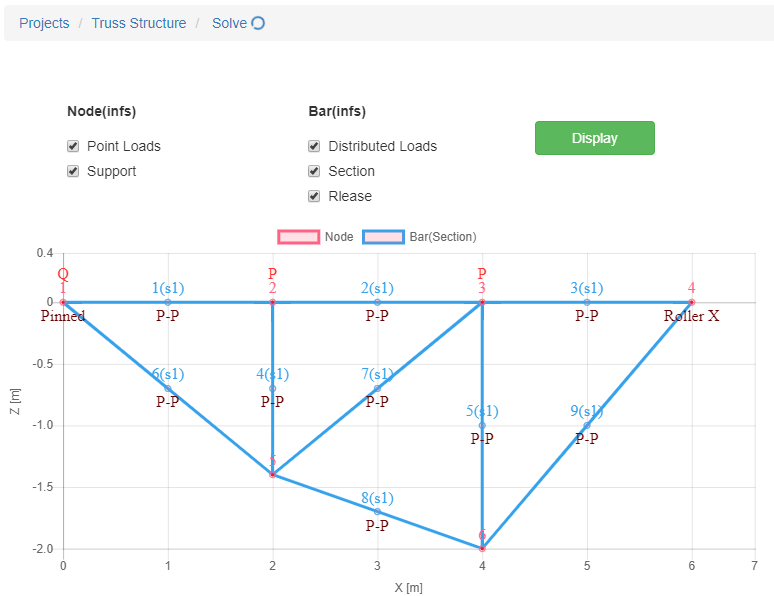 Projects / Truss Structure / Solve
Node(infs) Bar(infs)
Point Loads Distributed Loads Display
Support Section
Rlease
Node Bar(Section)
0.4
Q P P
1 1(s1) 2 2(s1) 3 3(s1) 4
0
Pinned P-P P-P P-P Roller X
-0.5
6(s1) 4(s1) 7(s1)
P-P P-P P-P
5(s1) 9(s1)
-1.0
P-P P-P
Z [m]
5
-1.5
8(s1)
P-P
6
-2.0
0 1 2 3 4 5 6 7
X [m]